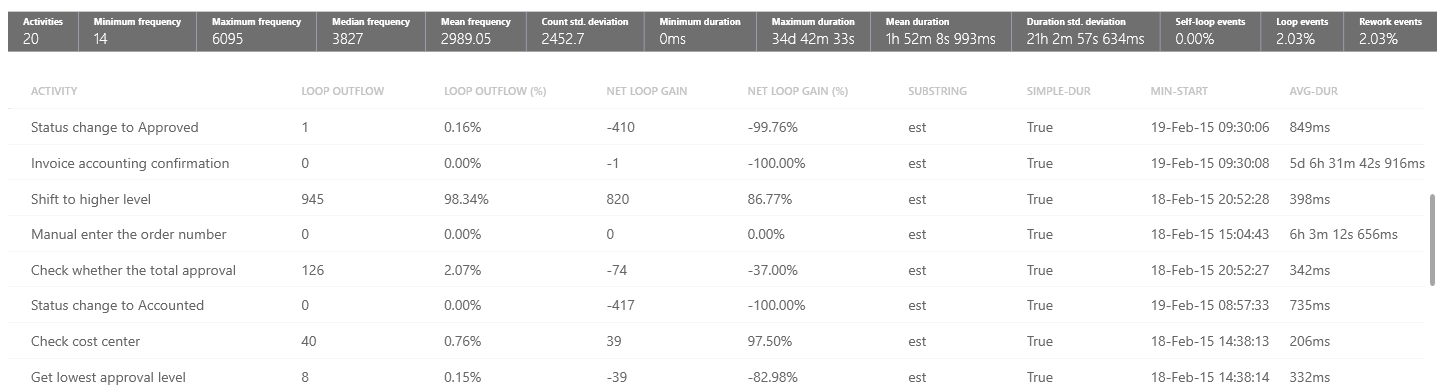 Activities Minimum frequency Maximum frequency Median frequency Mean frequency Count std. deviation Minimum duration Maximum duration Mean duration Duration std. deviation Self-loop events Loop events Rework events
20 14 6095 3827 2989.05 2452.7 0ms 34d 42m 33s 1h 52m 8s 993ms 21h 2m 57s 634ms 0.00% 2.03% 2.03%
ACTIVITY LOOP OUTFLOW LOOP OUTFLOW (%) NET LOOP GAIN NET LOOP GAIN (%) SUBSTRING SIMPLE-DUR MIN-START AVG-DUR
Status change to Approved 1 0.16% -410 -99.76% est True 19-Feb-15 09:30:06 849ms
Invoice accounting confirmation 0 0.00% -1 -100.00% est True 19-Feb-15 09:30:08 5d 6h 31m 42s 916ms
Shift to higher level 945 98.34% 820 86.77% est True 18-Feb-15 20:52:28 398ms
Manual enter the order number 0 0.00% 0 0.00% est True 18-Feb-15 15:04:43 6h 3m 12s 656ms
Check whether the total approval 126 2.07% -74 -37.00% est True 18-Feb-15 20:52:27 342ms
Status change to Accounted 0 0.00% -417 -100.00% est True 19-Feb-15 08:57:33 735ms
Check cost center 40 0.76% 39 97.50% est True 18-Feb-15 14:38:13 206ms
Get lowest approval level 8 0.15% -39 -82.98% est True 18-Feb-15 14:38:14 332ms